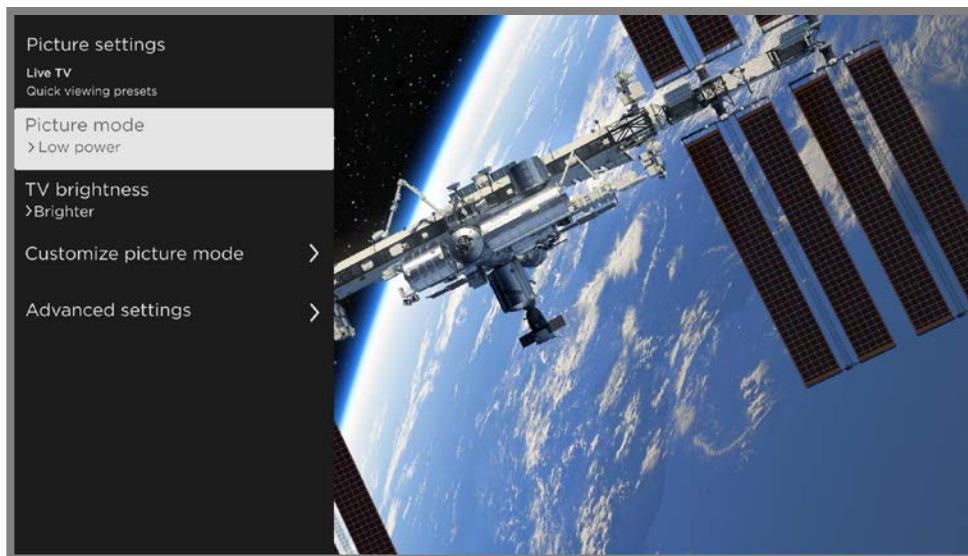 Picture settings
Live TV
Quick viewing presets
Picture mode
>Low power
TV brightness
>Brighter
Customize picture mode >
Advanced settings >